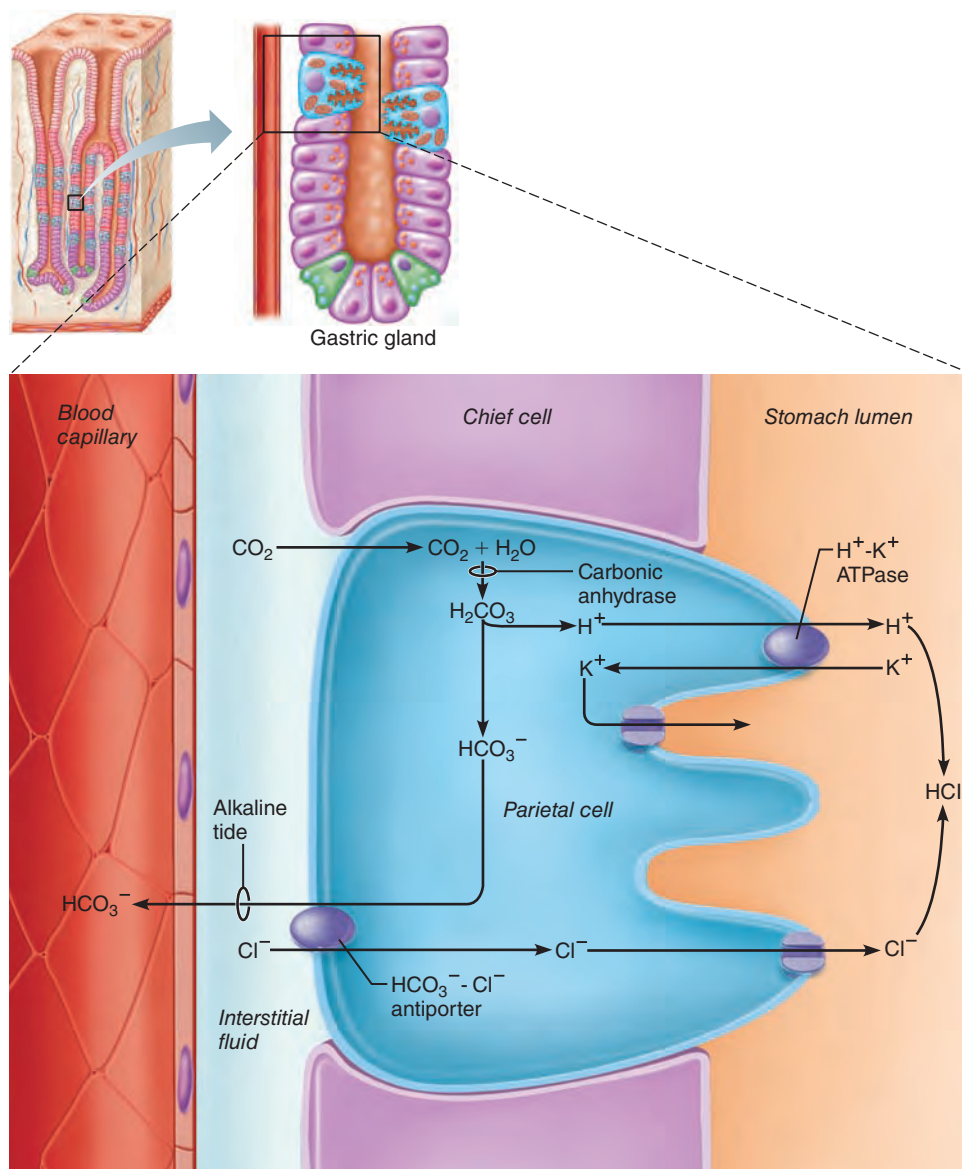 Gastric gland
Blood
capillary
Chief cell
Stomach lumen
CO₂
CO₂ + H₂O
Carbonic
anhydrase
H⁺-K⁺
ATPase
H₂CO₃
H⁺
H⁺
K⁺
K⁺
HCO₃⁻
HCl
Parietal cell
Alkaline
tide
HCO₃⁻
Cl⁻
Cl⁻
Cl⁻
HCO₃⁻- Cl⁻
antiporter
Interstitial
fluid